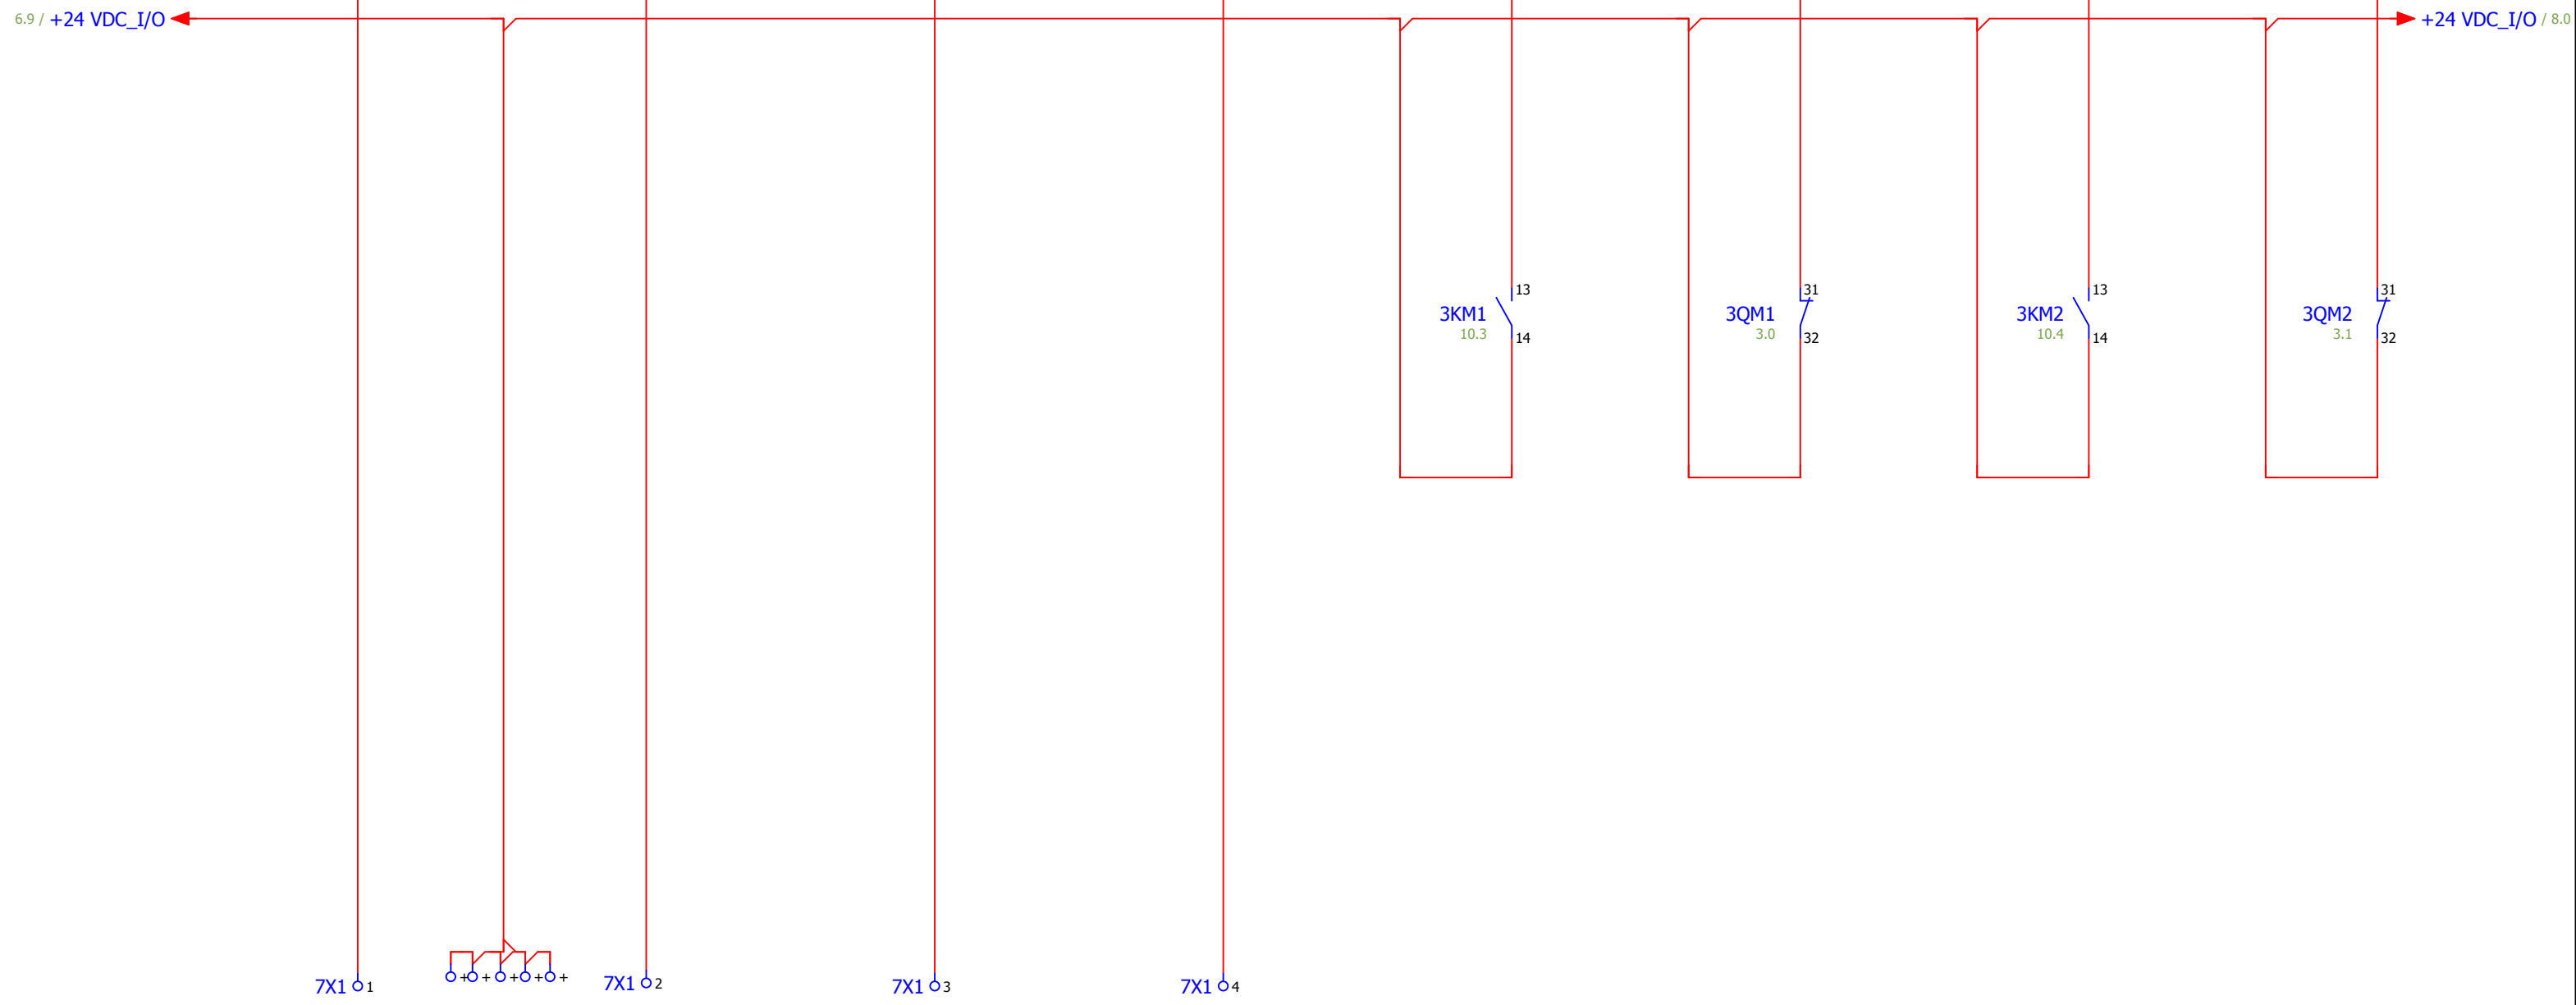 6.9 / +24 VDC_I/O
+24 VDC_I/O / 8.0
3KM1
10.3
13
14
3QM1
3.0
31
32
3KM2
10.4
13
14
3QM2
3.1
31
32
7X1 1
+ + + + +
7X1 2
7X1 3
7X1 4